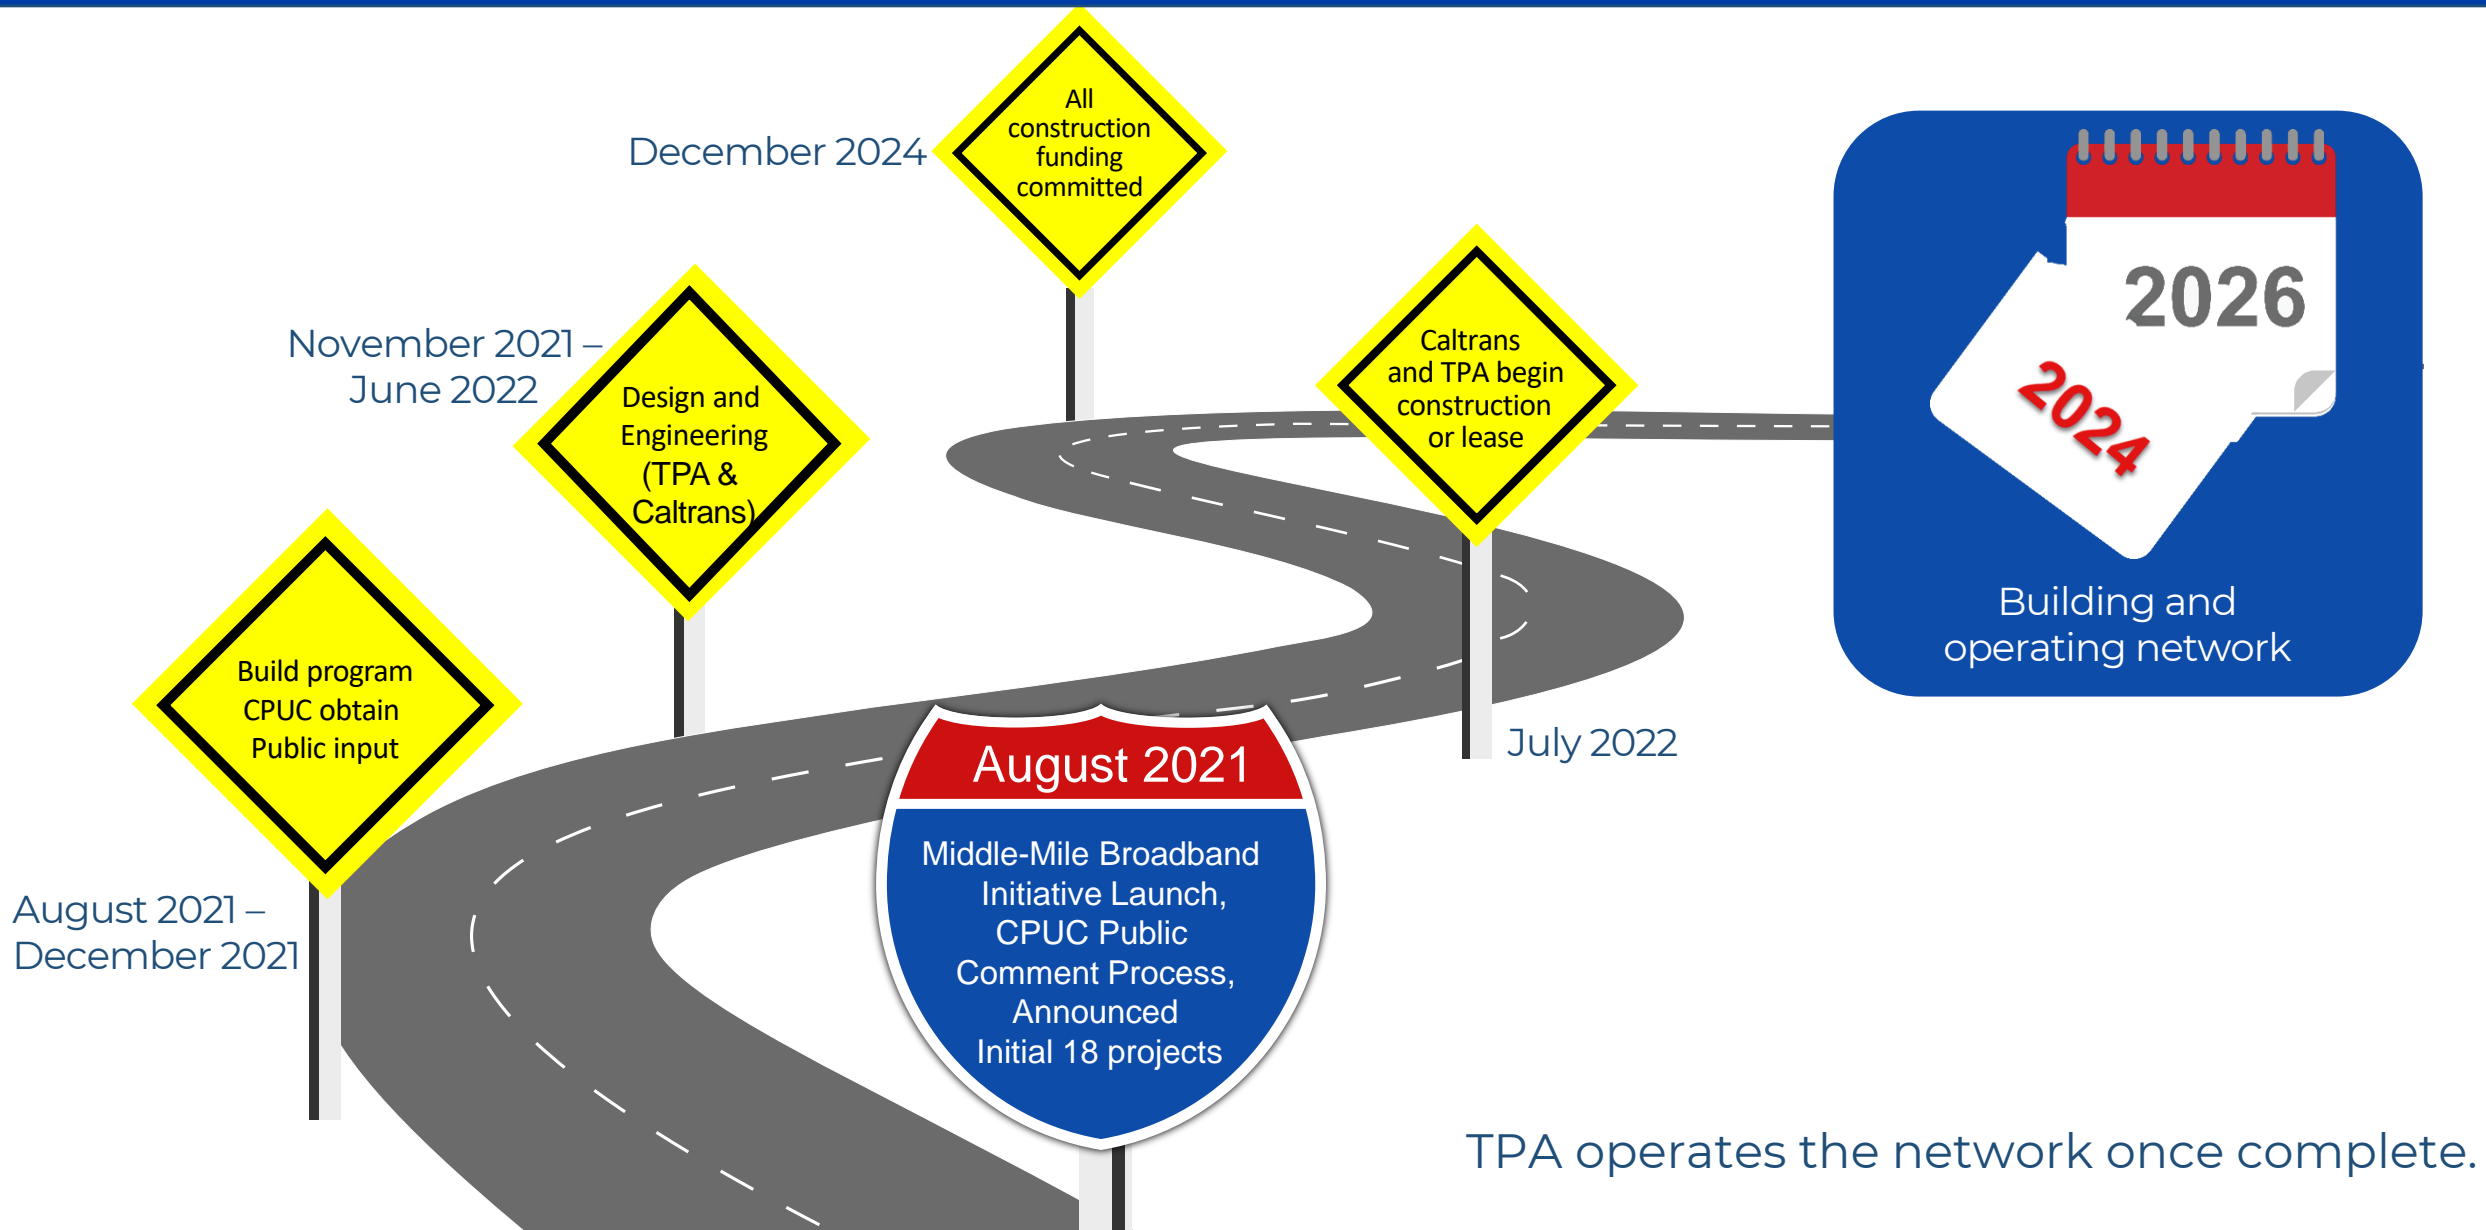 All
construction
funding
committed
December 2024
2026
2024
Building and
operating network
Caltrans
and TPA begin
construction
or lease
July 2022
November 2021 –
June 2022
Design and
Engineering
(TPA &
Caltrans)
Build program
CPUC obtain
Public input
August 2021 –
December 2021
August 2021
Middle-Mile Broadband
Initiative Launch,
CPUC Public
Comment Process,
Announced
Initial 18 projects
TPA operates the network once complete.